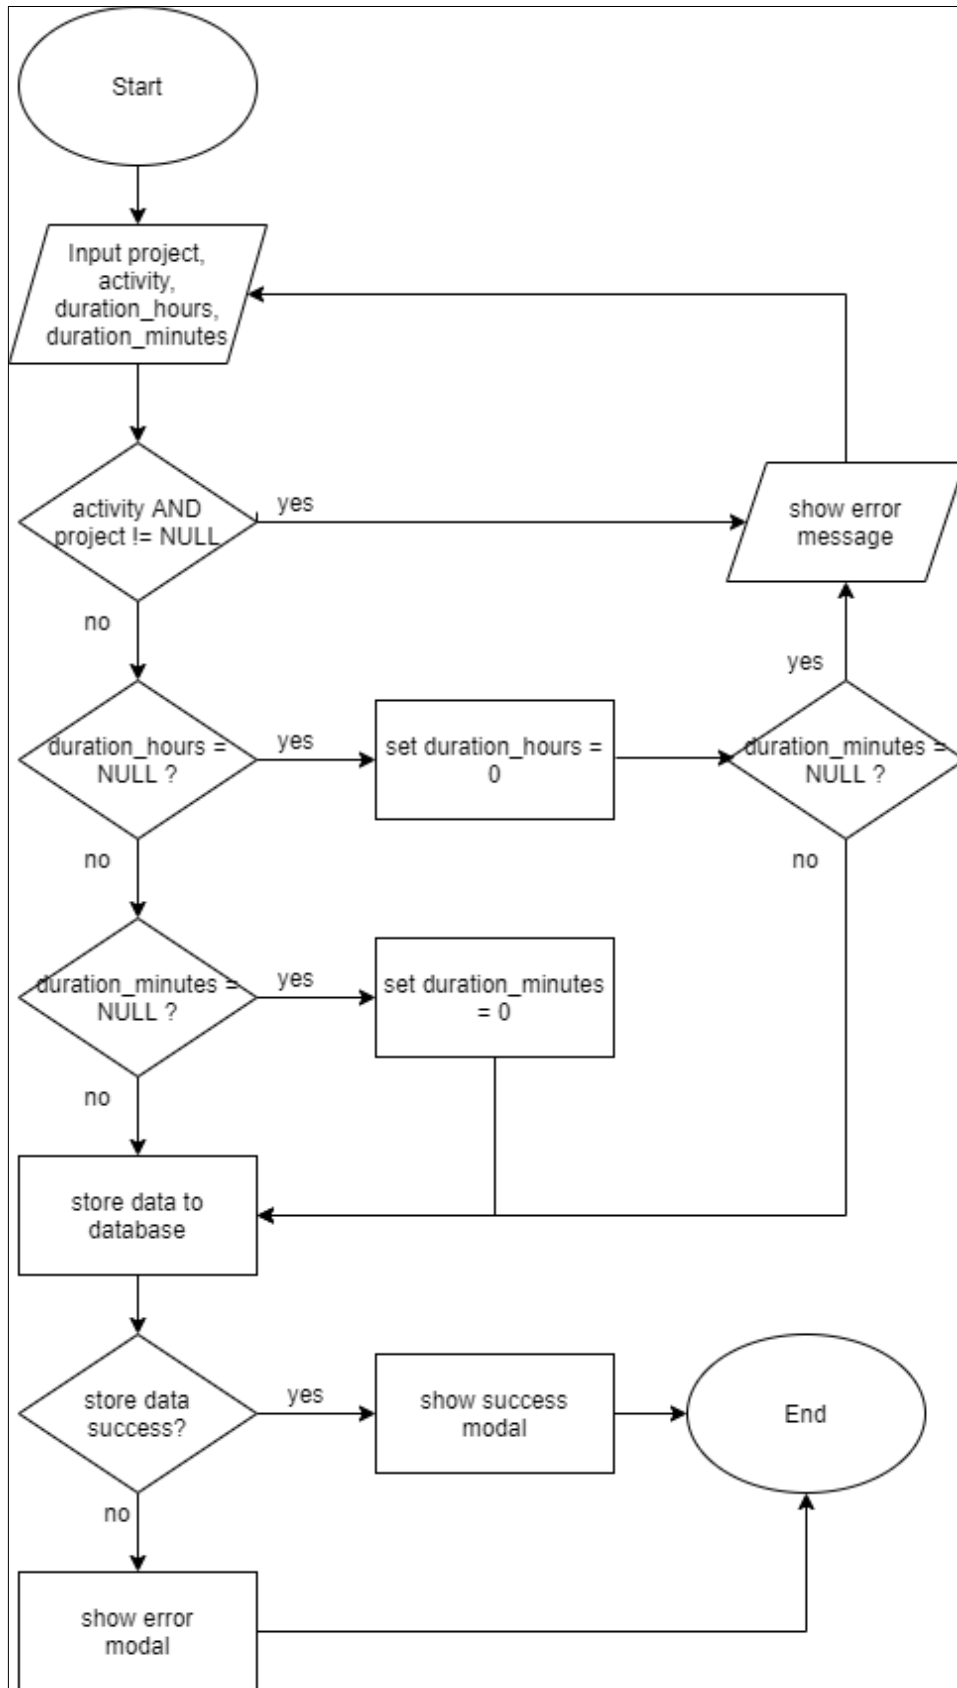 Start
Input project,
activity,
duration_hours,
duration_minutes
activity AND
project != NULL
yes
show error
message
no
yes
duration_hours =
NULL ?
yes
set duration_hours =
0
duration_minutes =
NULL ?
no
no
duration_minutes =
NULL ?
yes
set duration_minutes
= 0
no
store data to
database
store data
success?
yes
show success
modal
End
no
show error
modal